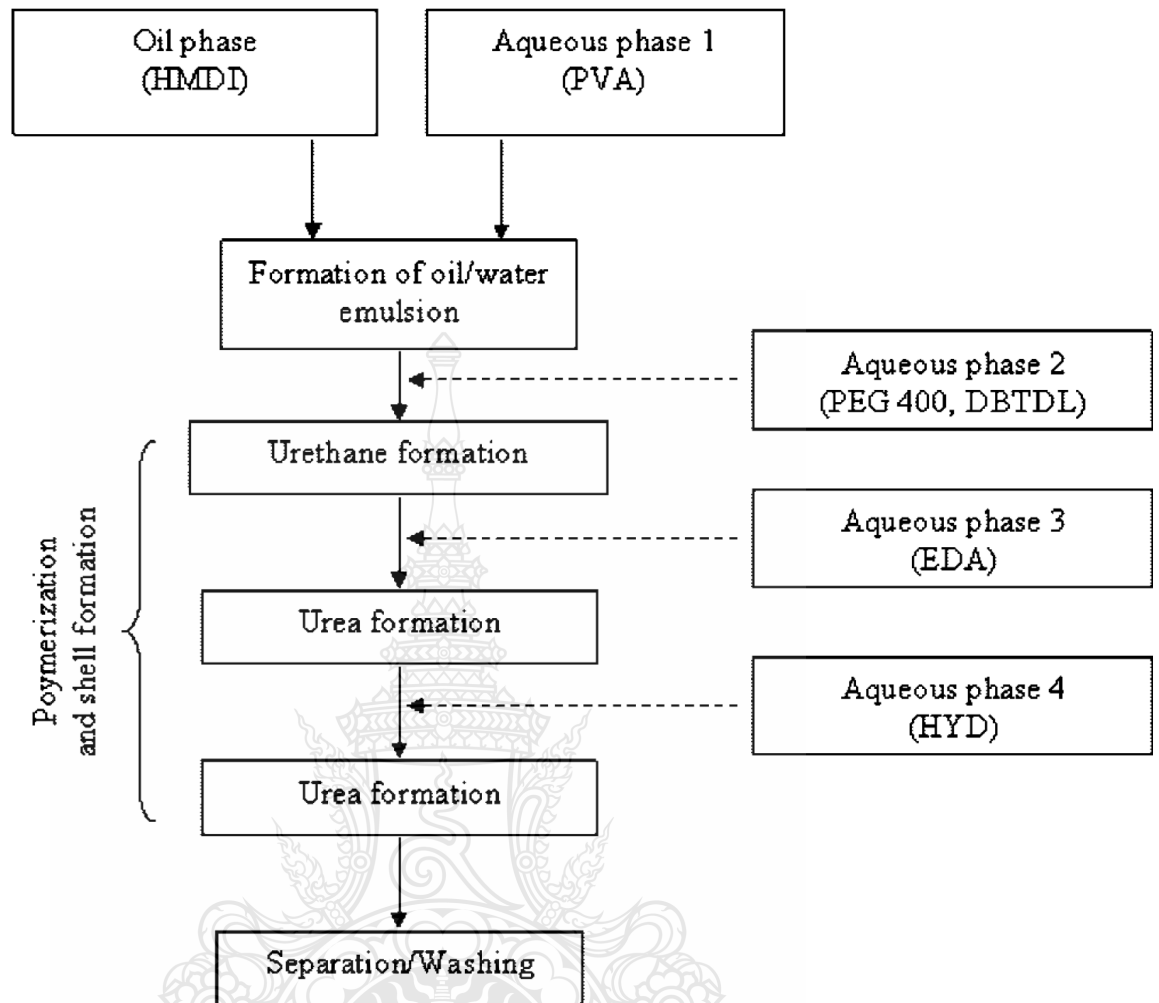 Oil phase
(HMDI)
Aqueous phase 1
(PVA)
Formation of oil/water
emulsion
Aqueous phase 2
(PEG 400, DBTDL)
Urethane formation
Aqueous phase 3
(EDA)
Poymerization
and shell formation
Urea formation
Aqueous phase 4
(HYD)
Urea formation
Separation/Washing